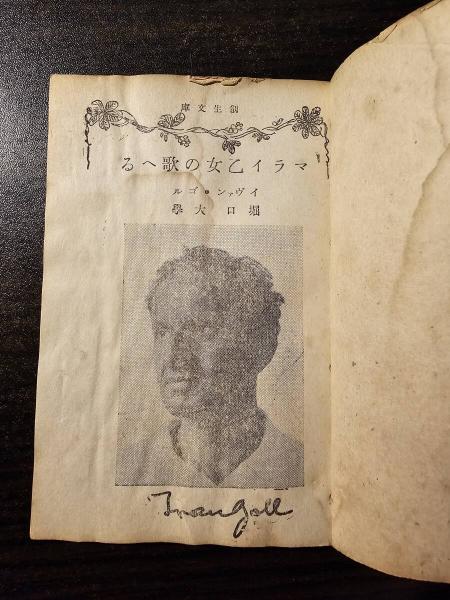 創生文庫
マライ乙女の歌へる
イヴァン・ゴル
堀口大學
Ivan Goll